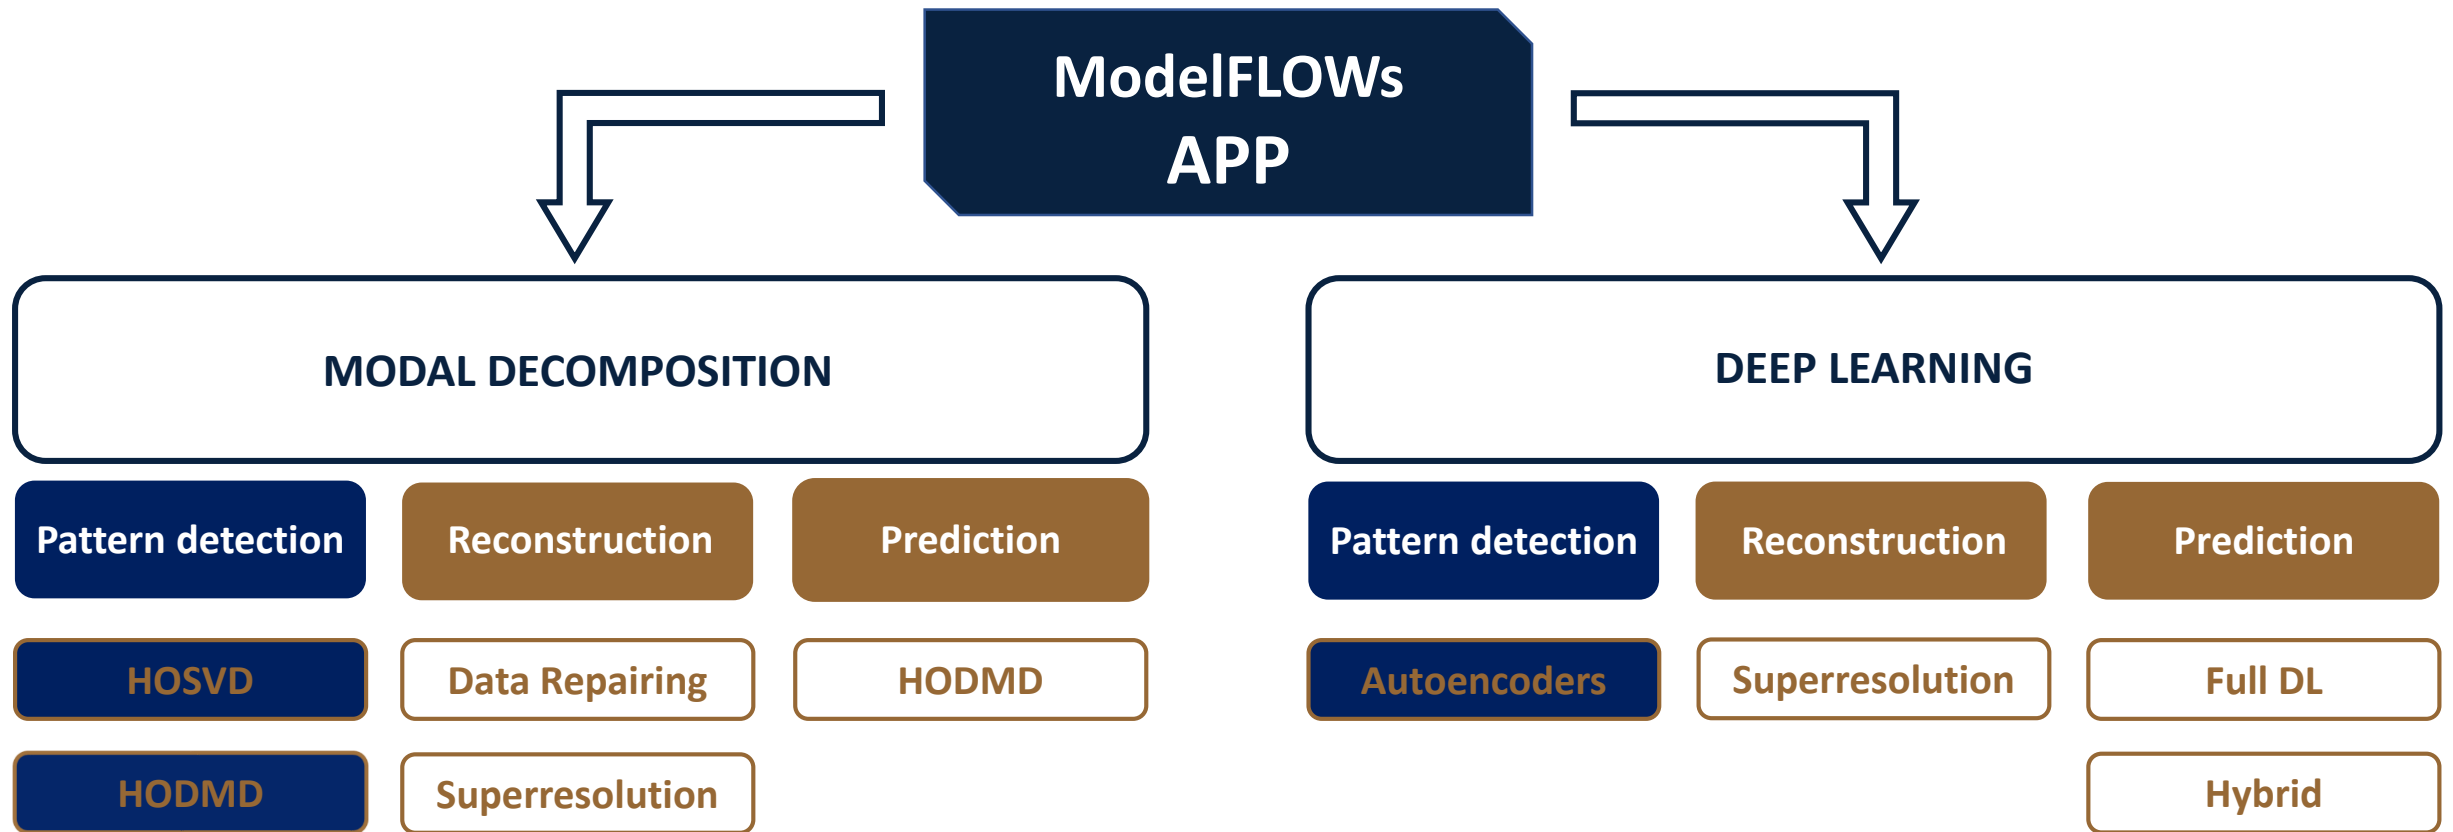 ModelFLOWs
APP
MODAL DECOMPOSITION
DEEP LEARNING
Pattern detection
Reconstruction
Prediction
Pattern detection
Reconstruction
Prediction
HOSVD
Data Repairing
HODMD
Autoencoders
Superresolution
Full DL
HODMD
Superresolution
Hybrid